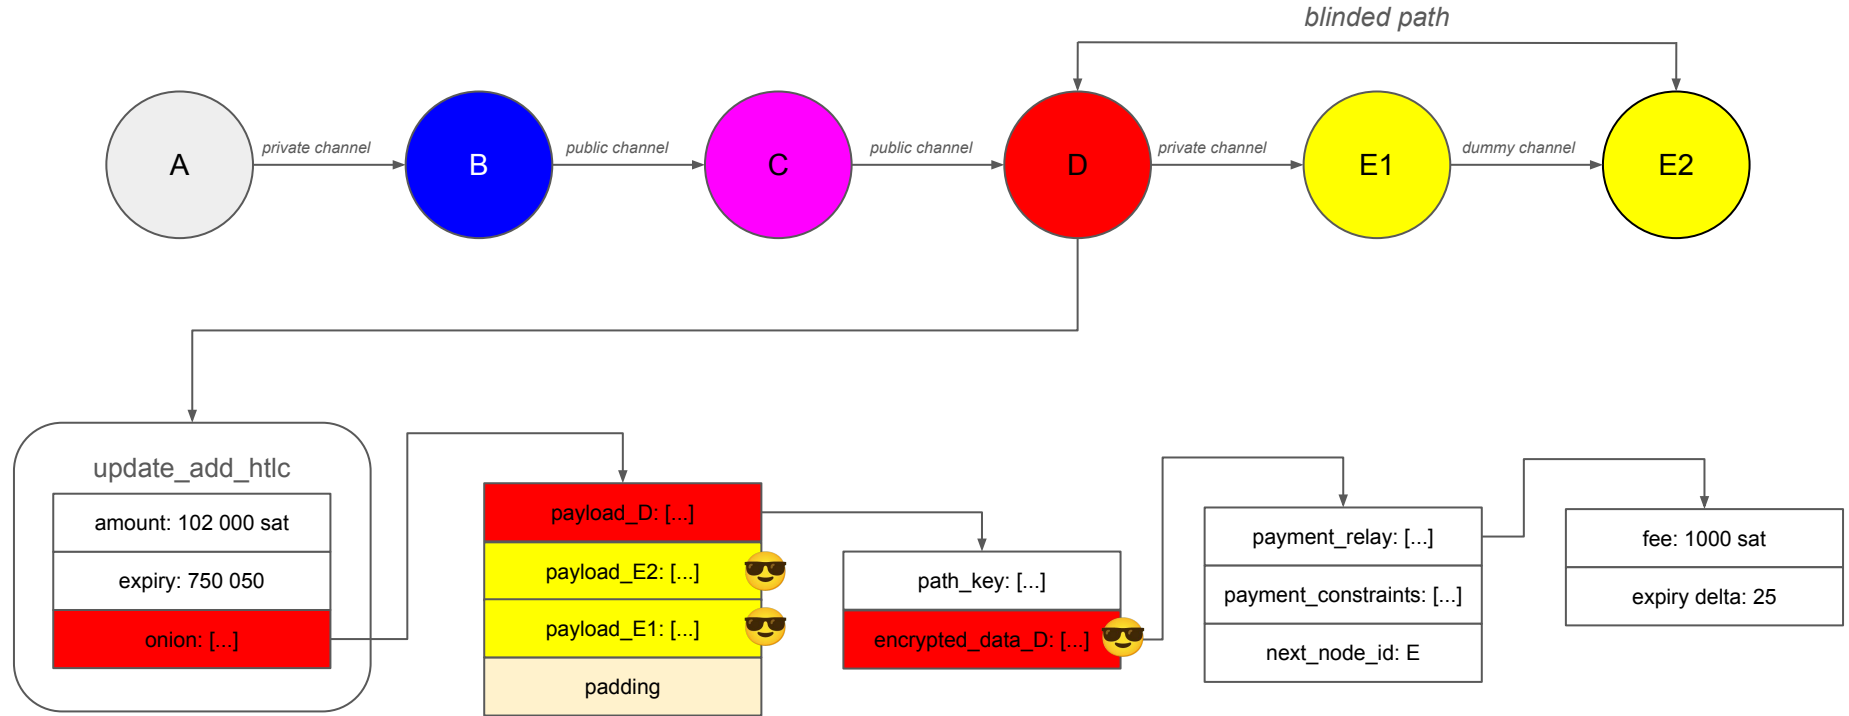 blinded path
A
private channel
B
public channel
C
public channel
D
private channel
E1
dummy channel
E2
update_add_htlc
amount: 102 000 sat
expiry: 750 050
onion: [...]
payload_D: [...]
payload_E2: [...]
payload_E1: [...]
padding
path_key: [...]
encrypted_data_D: [...]
payment_relay: [...]
payment_constraints: [...]
next_node_id: E
fee: 1000 sat
expiry delta: 25